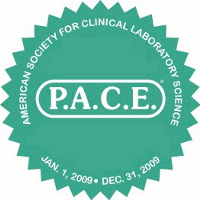 AMERICAN SOCIETY FOR CLINICAL LABORATORY SCIENCE
P.A.C.E.®
JAN. 1, 2009 • DEC. 31, 2009